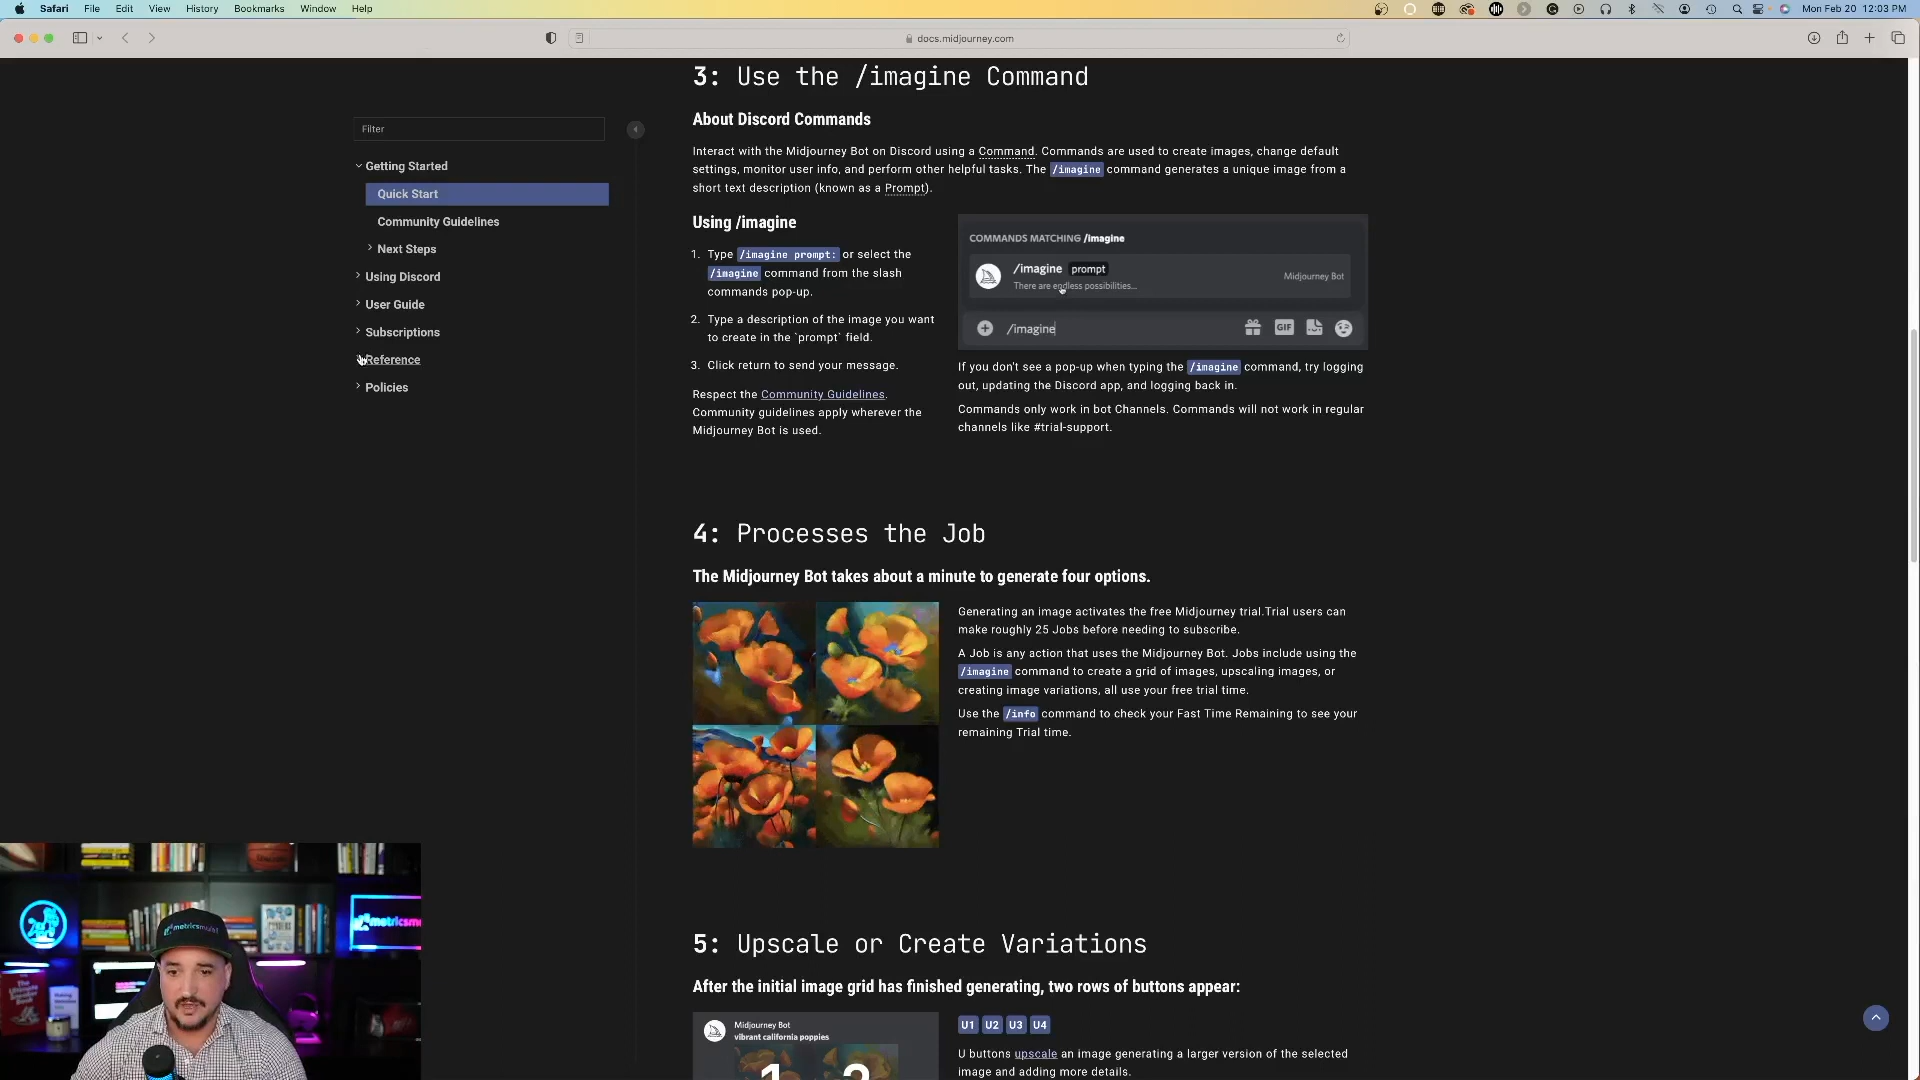 Safari File Edit View History Bookmarks Window Help
Mon Feb 20 12:03 PM
docs.midjourney.com
Filter
Getting Started
Quick Start
Community Guidelines
Next Steps
Using Discord
User Guide
Subscriptions
Reference
Policies
3: Use the /imagine Command
About Discord Commands
Interact with the Midjourney Bot on Discord using a Command. Commands are used to create images, change default
settings, monitor user info, and perform other helpful tasks. The /imagine command generates a unique image from a
short text description (known as a Prompt).
Using /imagine
1. Type /imagine prompt: or select the
/imagine command from the slash
commands pop-up.
2. Type a description of the image you want
to create in the `prompt` field.
3. Click return to send your message.
Respect the Community Guidelines.
Community guidelines apply wherever the
Midjourney Bot is used.
COMMANDS MATCHING /imagine
/imagine prompt
There are endless possibilities...
Midjourney Bot
/imagine
GIF
If you don't see a pop-up when typing the /imagine command, try logging
out, updating the Discord app, and logging back in.
Commands only work in bot Channels. Commands will not work in regular
channels like #trial-support.
4: Processes the Job
The Midjourney Bot takes about a minute to generate four options.
Generating an image activates the free Midjourney trial.Trial users can
make roughly 25 Jobs before needing to subscribe.
A Job is any action that uses the Midjourney Bot. Jobs include using the
/imagine command to create a grid of images, upscaling images, or
creating image variations, all use your free trial time.
Use the /info command to check your Fast Time Remaining to see your
remaining Trial time.
5: Upscale or Create Variations
After the initial image grid has finished generating, two rows of buttons appear:
Midjourney Bot
vibrant california poppies
1 2
U1 U2 U3 U4
U buttons upscale an image generating a larger version of the selected
image and adding more details.
metricsm